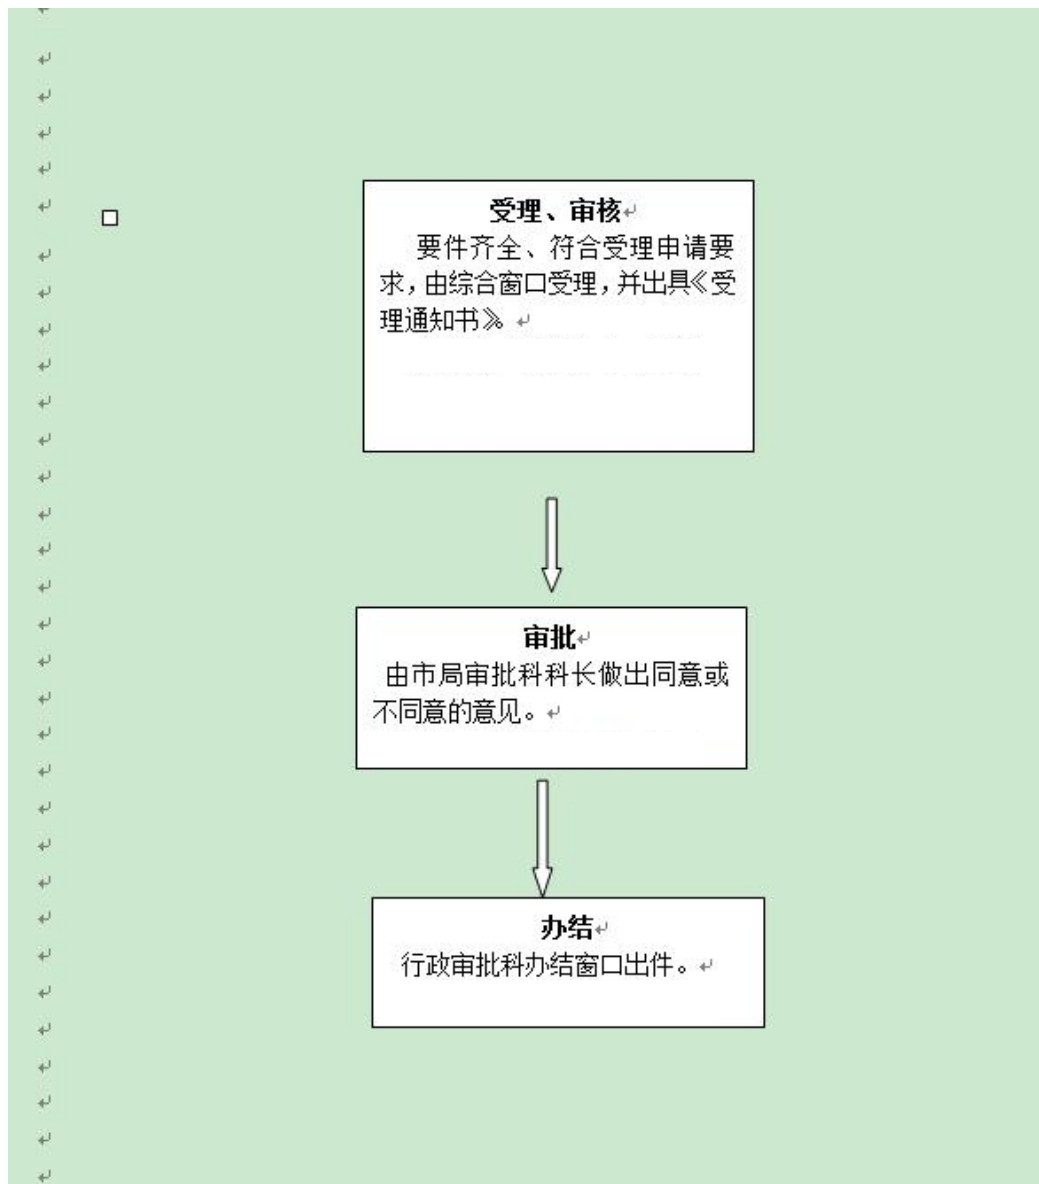 受理、审核
要件齐全、符合受理申请要
求,由综合窗口受理,并出具《受
理通知书》。
审批
由市局审批科科长做出同意或
不同意的意见。
办结
行政审批科办结窗口出件。